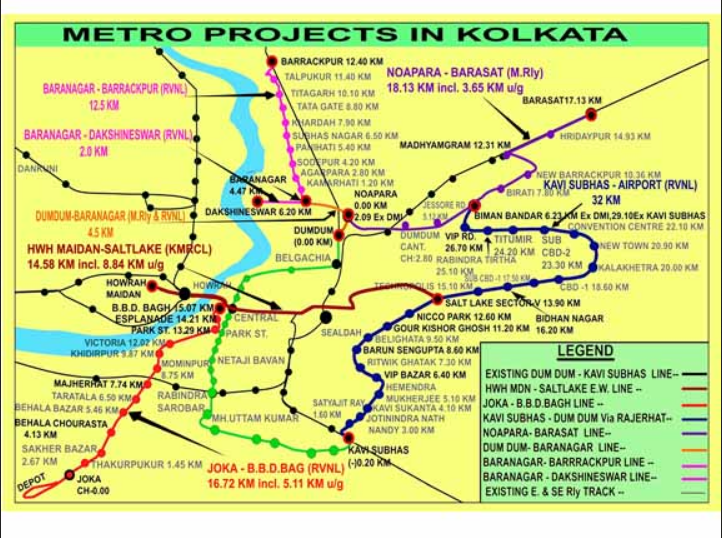 METRO PROJECTS IN KOLKATA
BARRACKPUR 12.40 KM
TALPUKUR 11.40 KM
TITAGARH 10.10 KM
TATA GATE 8.80 KM
KHARDAH 7.90 KM
SUBHAS NAGAR 6.50 KM
PANIHATI 5.40 KM
SODEPUR 4.20 KM
AGARPARA 2.80 KM
KAMARHATI 1.20 KM
BARANAGAR - BARRACKPUR (RVNL)
12.5 KM
BARANAGAR - DAKSHINESWAR (RVNL)
2.0 KM
NOAPARA - BARASAT (M.Rly)
18.13 KM incl. 3.65 KM u/g
BARASAT17.13 KM
HRIDAYPUR 14.93 KM
MADHYAMGRAM 12.31 KM
NEW BARRACKPUR 10.36 KM
BIRATI 7.80 KM
KAVI SUBHAS - AIRPORT (RVNL)
32 KM
DANKUNI
BARANAGAR
4.47 KM
DAKSHINESWAR 6.20 KM
NOAPARA
0.00 KM
2.09 Ex DMJ
JESSORE RD.
3.12 KM
BIMAN BANDAR 6.23 KM Ex DMJ,29.10Ex KAVI SUBHAS
CONVENTION CENTRE 22.10 KM
DUMDUM-BARANAGAR (M.Rly & RVNL)
4.5 KM
DUMDUM
(0.00 KM)
DUMDUM
CANT.
CH:2.80
VIP RD.
26.70 KM
TITUMIR
24.20 KM
SUB
CBD-2
23.30 KM
NEW TOWN 20.90 KM
RABINDRA TIRTHA
25.10 KM
KALAKHETRA 20.00 KM
HWH MAIDAN-SALTLAKE (KMRCL)
14.58 KM incl. 8.84 KM u/g
BELGACHIA
TECHNOPOLIS 15.10 KM
SUB CBD-1 17.50 KM
CBD -1 18.60 KM
HOWRAH
MAIDAN
HOWRAH
SALT LAKE SECTOR-V 13.90 KM
B.B.D. BAGH 15.07 KM
ESPLANADE 14.21 KM
PARK ST. 13.29 KM
CENTRAL
PARK ST.
SEALDAH
NICCO PARK 12.60 KM
BIDHAN NAGAR
16.20 KM
GOUR KISHOR GHOSH 11.20 KM
VICTORIA 12.02 KM
KHIDIRPUR 9.87 KM
BELIGHATA 9.50 KM
BARUN SENGUPTA 8.60 KM
NETAJI BAVAN
MOMINPUR
8.75 KM
RITWIK GHATAK 7.30 KM
VIP BAZAR 6.40 KM
MAJHERHAT 7.74 KM
TARATALA 6.50 KM
BEHALA BAZAR 5.46 KM
RABINDRA
SAROBAR
HEMENDRA
MUKHERJEE 5.10 KM
SATYAJIT RAY
1.60 KM
KAVI SUKANTA 4.10 KM
BEHALA CHOURASTA
4.13 KM
MH.UTTAM KUMAR
JOTININDRA NATH
NANDY 3.00 KM
SAKHER BAZAR
2.67 KM
THAKURPUKUR 1.45 KM
KAVI SUBHAS
(-)0.20 KM
JOKA - B.B.D.BAG (RVNL)
16.72 KM incl. 5.11 KM u/g
DEPOT
JOKA
CH-0.00
LEGEND
EXISTING DUM DUM - KAVI SUBHAS LINE--
HWH MDN - SALTLAKE E.W. LINE --
JOKA - B.B.D.BAGH LINE --
KAVI SUBHAS - DUM DUM Via RAJERHAT--
NOAPARA- BARASAT LINE--
DUM DUM- BARANAGAR LINE--
BARANAGAR- BARRRACKPUR LINE--
BARANAGAR - DAKSHINESWAR LINE--
EXISTING E. & SE Rly TRACK --